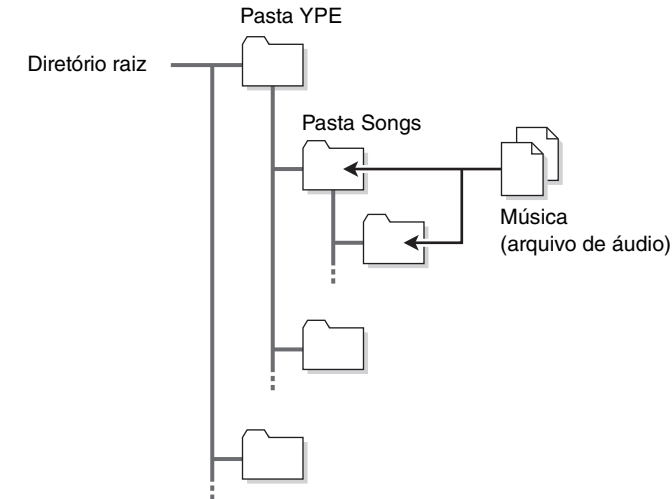 Pasta YPE
Diretório raiz
Pasta Songs
Música
(arquivo de áudio)